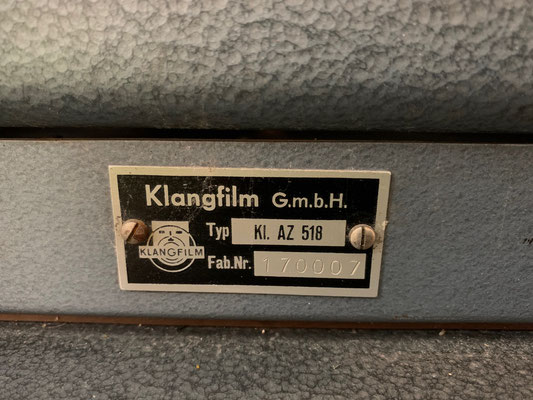 Klangfilm G.m.b.H.
Typ Kl. AZ 518
KLANGFILM
Fab.Nr. 170007